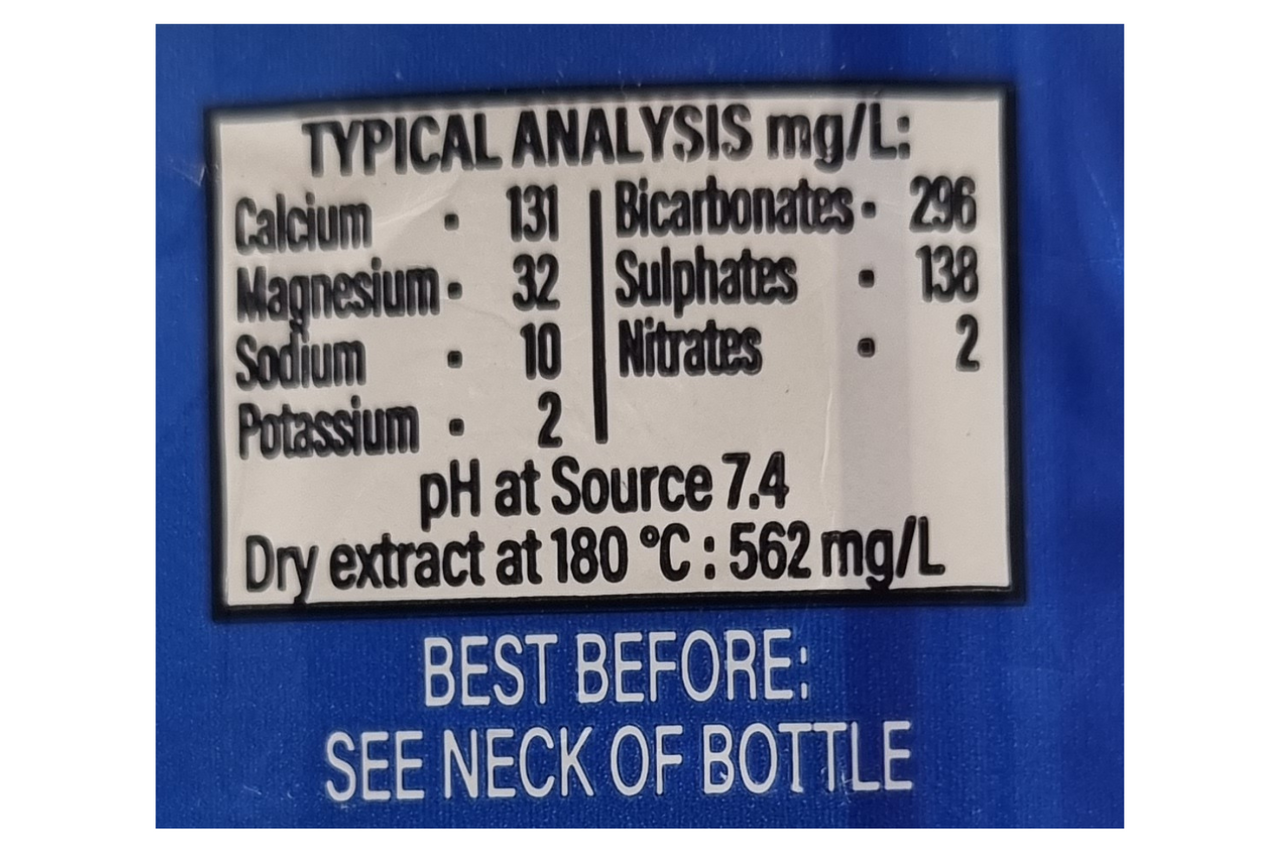 TYPICAL ANALYSIS mg/L:
Calcium · 131
Magnesium · 32
Sodium · 10
Potassium · 2
Bicarbonates · 296
Sulphates · 138
Nitrates · 2
pH at Source 7.4
Dry extract at 180 °C : 562 mg/L
BEST BEFORE:
SEE NECK OF BOTTLE